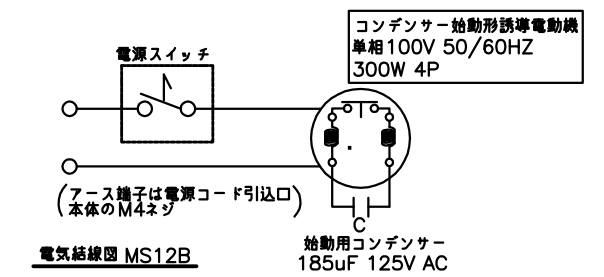 コンデンサー始動形誘導電動機
単相100V 50/60HZ
300W 4P
電源スイッチ
(アース端子は電源コード引込口
本体のM4ネジ)
C
始動用コンデンサー
185uF 125V AC
電気結線図 MS12B